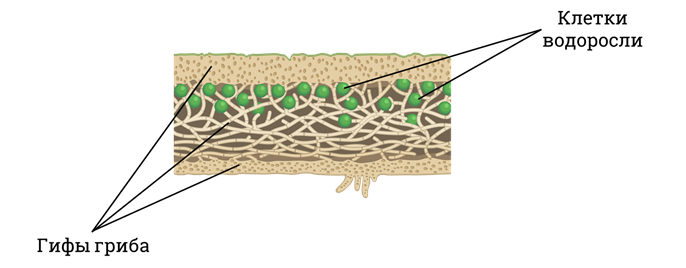 Клетки
водоросли
Гифы гриба